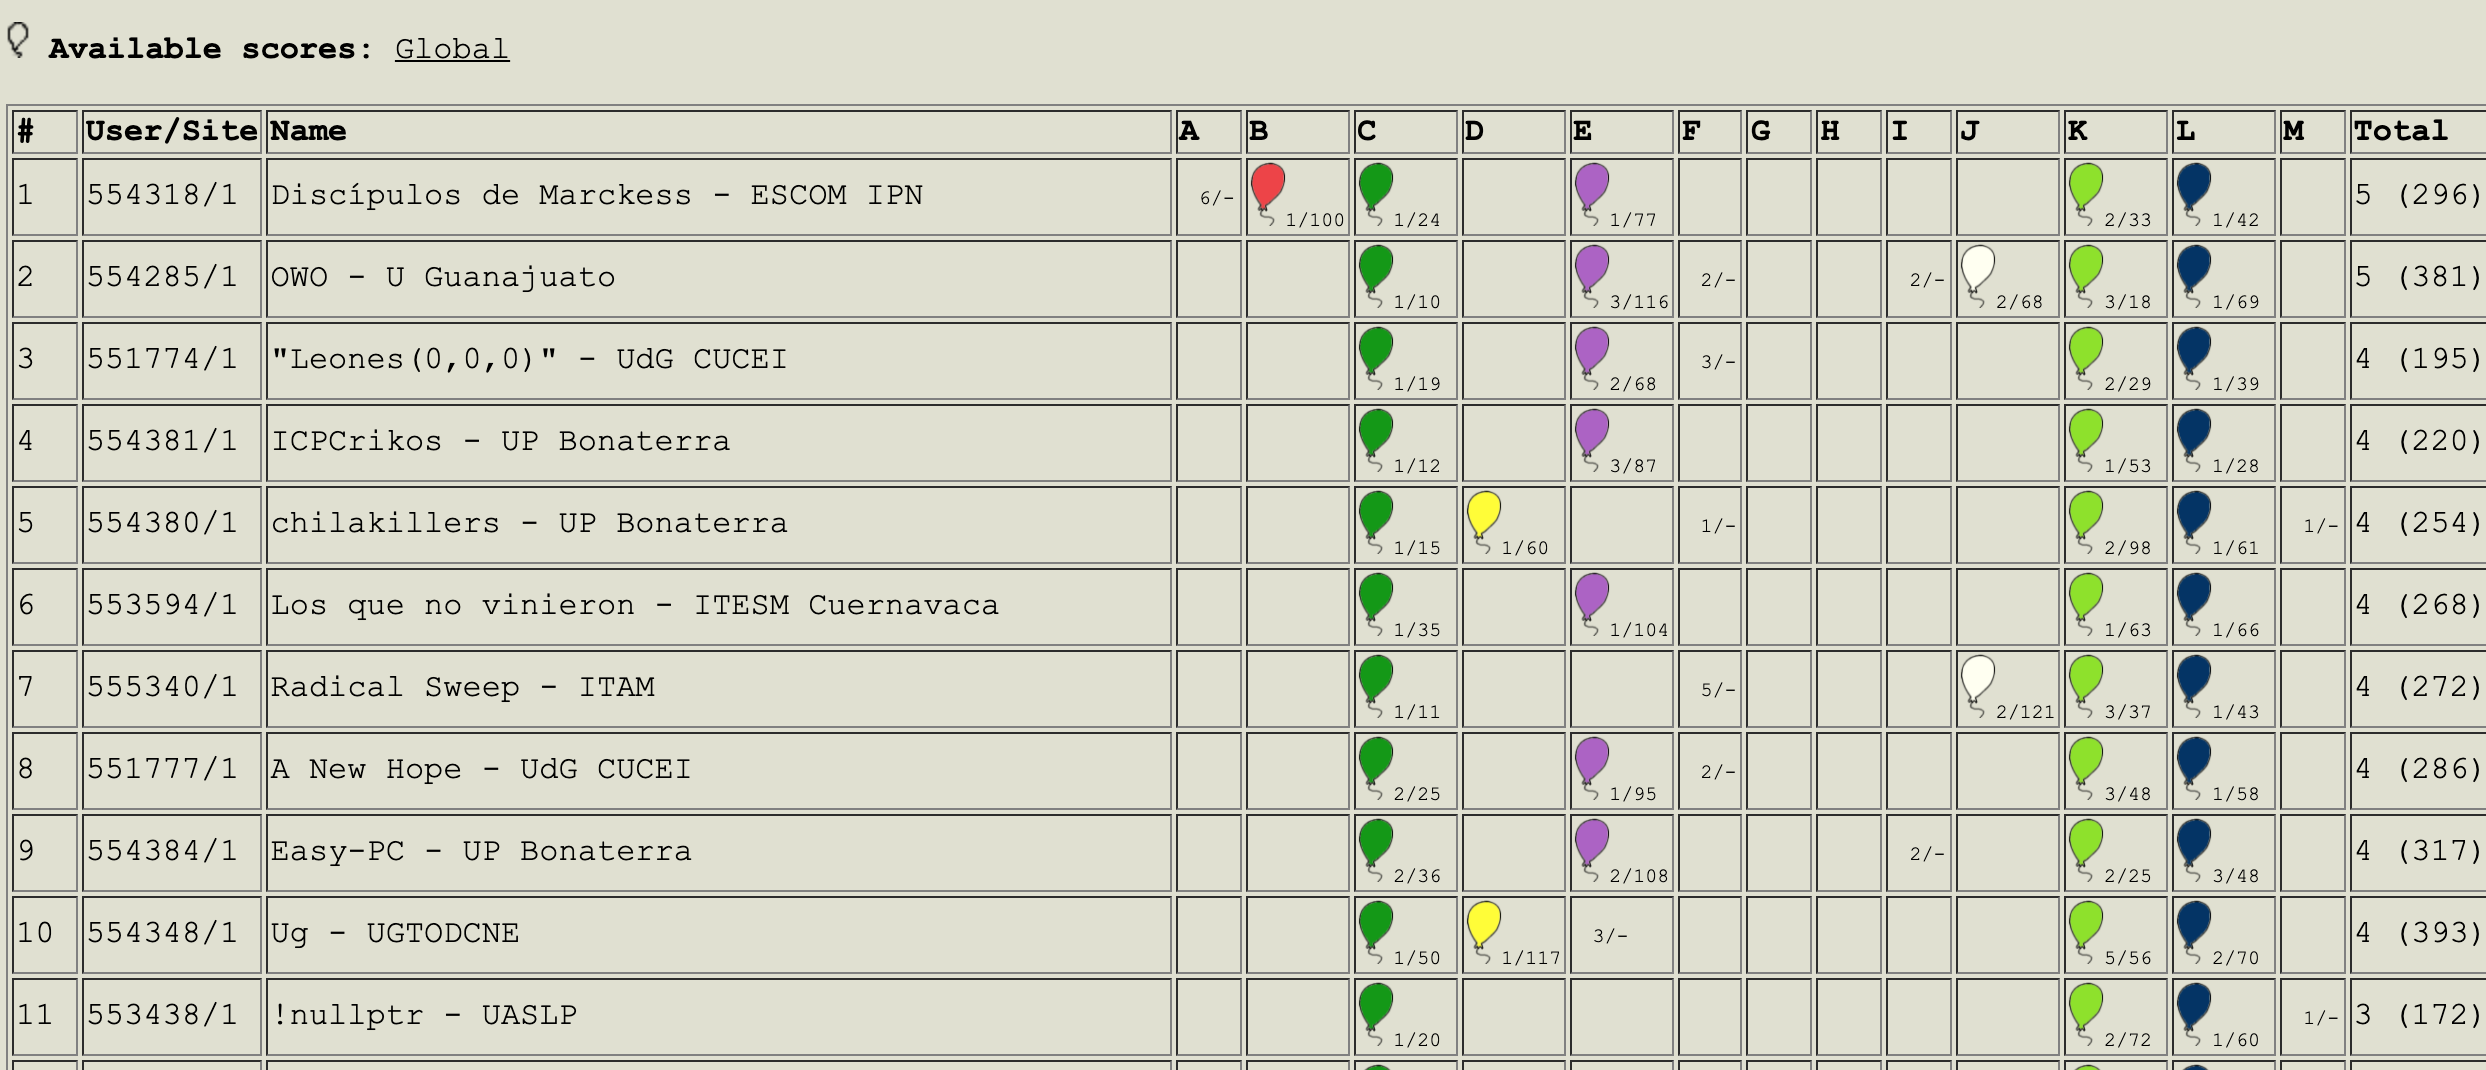 Available scores: Global
# User/Site Name A B C D E F G H I J K L M Total
1 554318/1 Discípulos de Marckess - ESCOM IPN 6/- 1/100 1/24 1/77 2/33 1/42 5 (296)
2 554285/1 OWO - U Guanajuato 1/10 3/116 2/- 2/- 2/68 3/18 1/69 5 (381)
3 551774/1 "Leones(0,0,0)" - UdG CUCEI 1/19 2/68 3/- 2/29 1/39 4 (195)
4 554381/1 ICPCrikos - UP Bonaterra 1/12 3/87 1/53 1/28 4 (220)
5 554380/1 chilakillers - UP Bonaterra 1/15 1/60 1/- 2/98 1/61 1/- 4 (254)
6 553594/1 Los que no vinieron - ITESM Cuernavaca 1/35 1/104 1/63 1/66 4 (268)
7 555340/1 Radical Sweep - ITAM 1/11 5/- 2/121 3/37 1/43 4 (272)
8 551777/1 A New Hope - UdG CUCEI 2/25 1/95 2/- 3/48 1/58 4 (286)
9 554384/1 Easy-PC - UP Bonaterra 2/36 2/108 2/- 2/25 3/48 4 (317)
10 554348/1 Ug - UGTODCNE 1/50 1/117 3/- 5/56 2/70 4 (393)
11 553438/1 !nullptr - UASLP 1/20 2/72 1/60 1/- 3 (172)